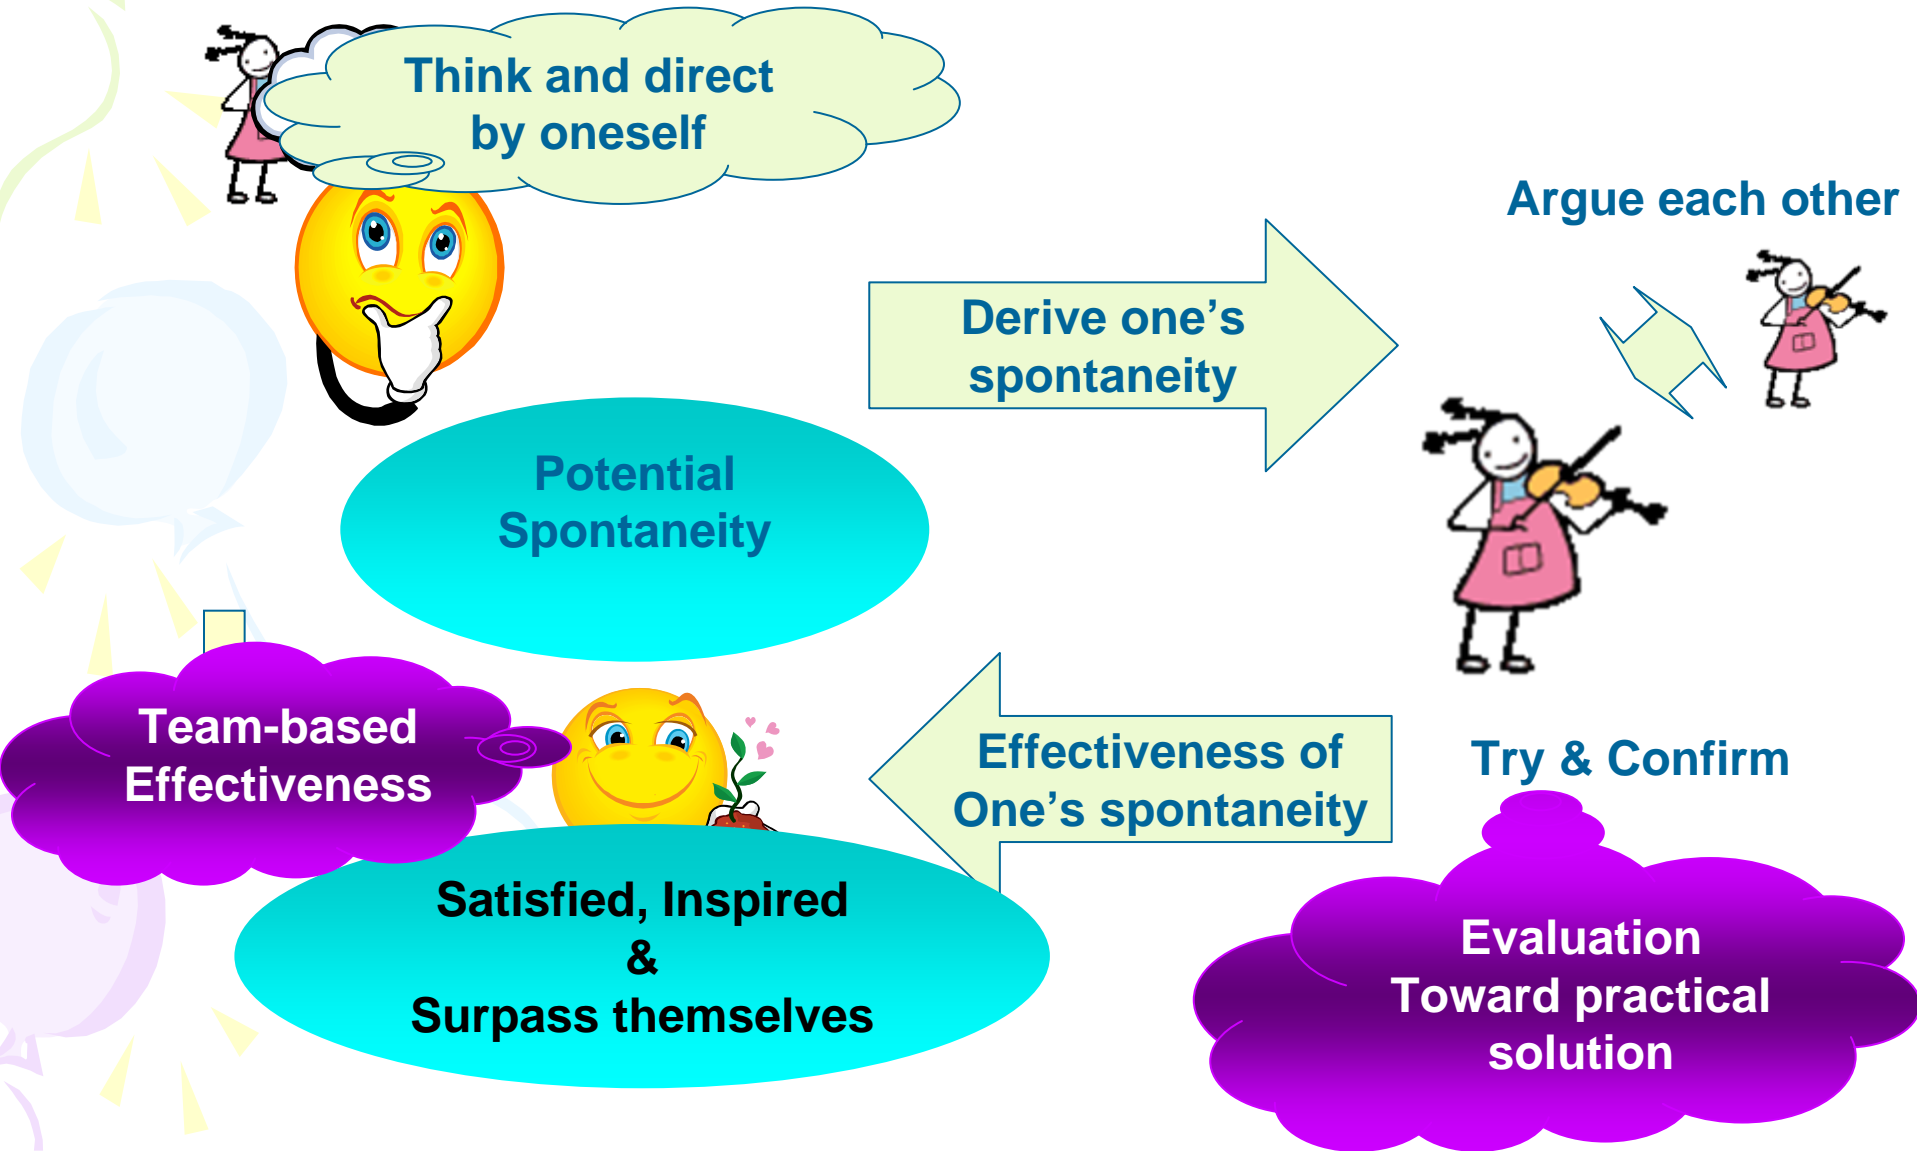 Think and direct
by oneself
Argue each other
Derive one's
spontaneity
Potential
Spontaneity
Team-based
Effectiveness
Effectiveness of
One's spontaneity
Try & Confirm
Satisfied, Inspired
&
Surpass themselves
Evaluation
Toward practical
solution